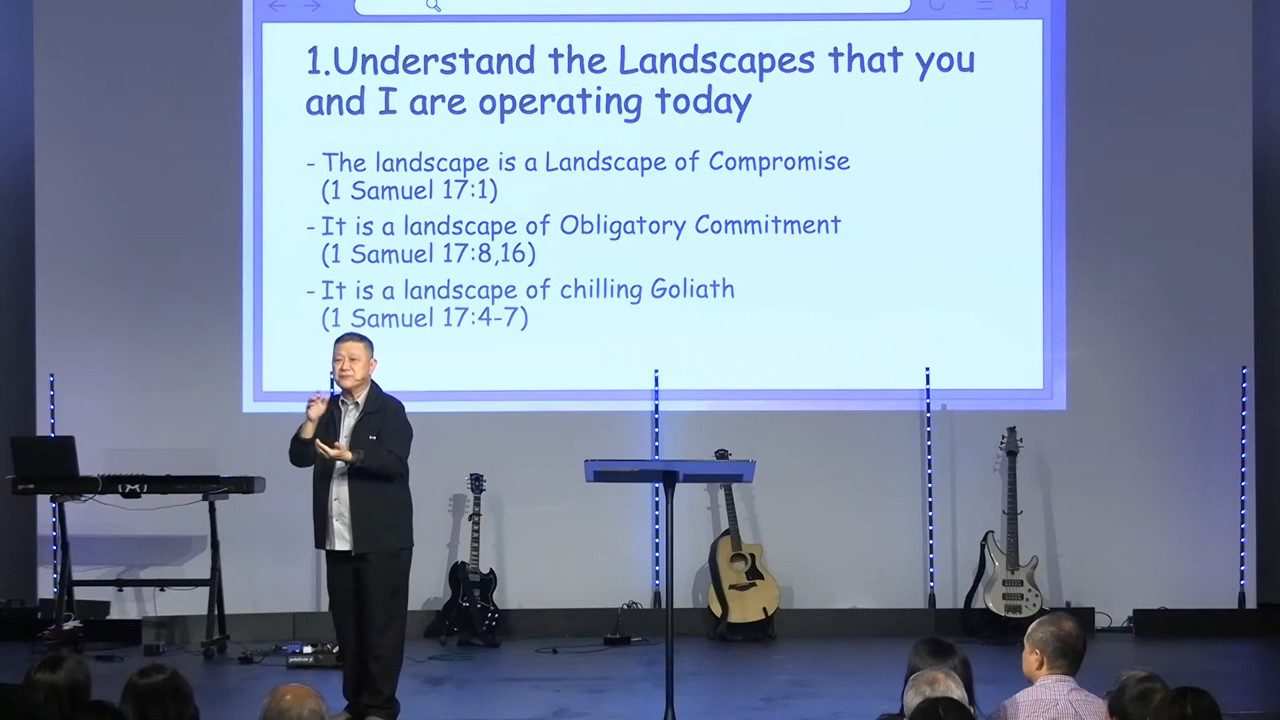 1.Understand the Landscapes that you
and I are operating today
- The landscape is a Landscape of Compromise
(1 Samuel 17:1)
- It is a landscape of Obligatory Commitment
(1 Samuel 17:8,16)
- It is a landscape of chilling Goliath
(1 Samuel 17:4-7)